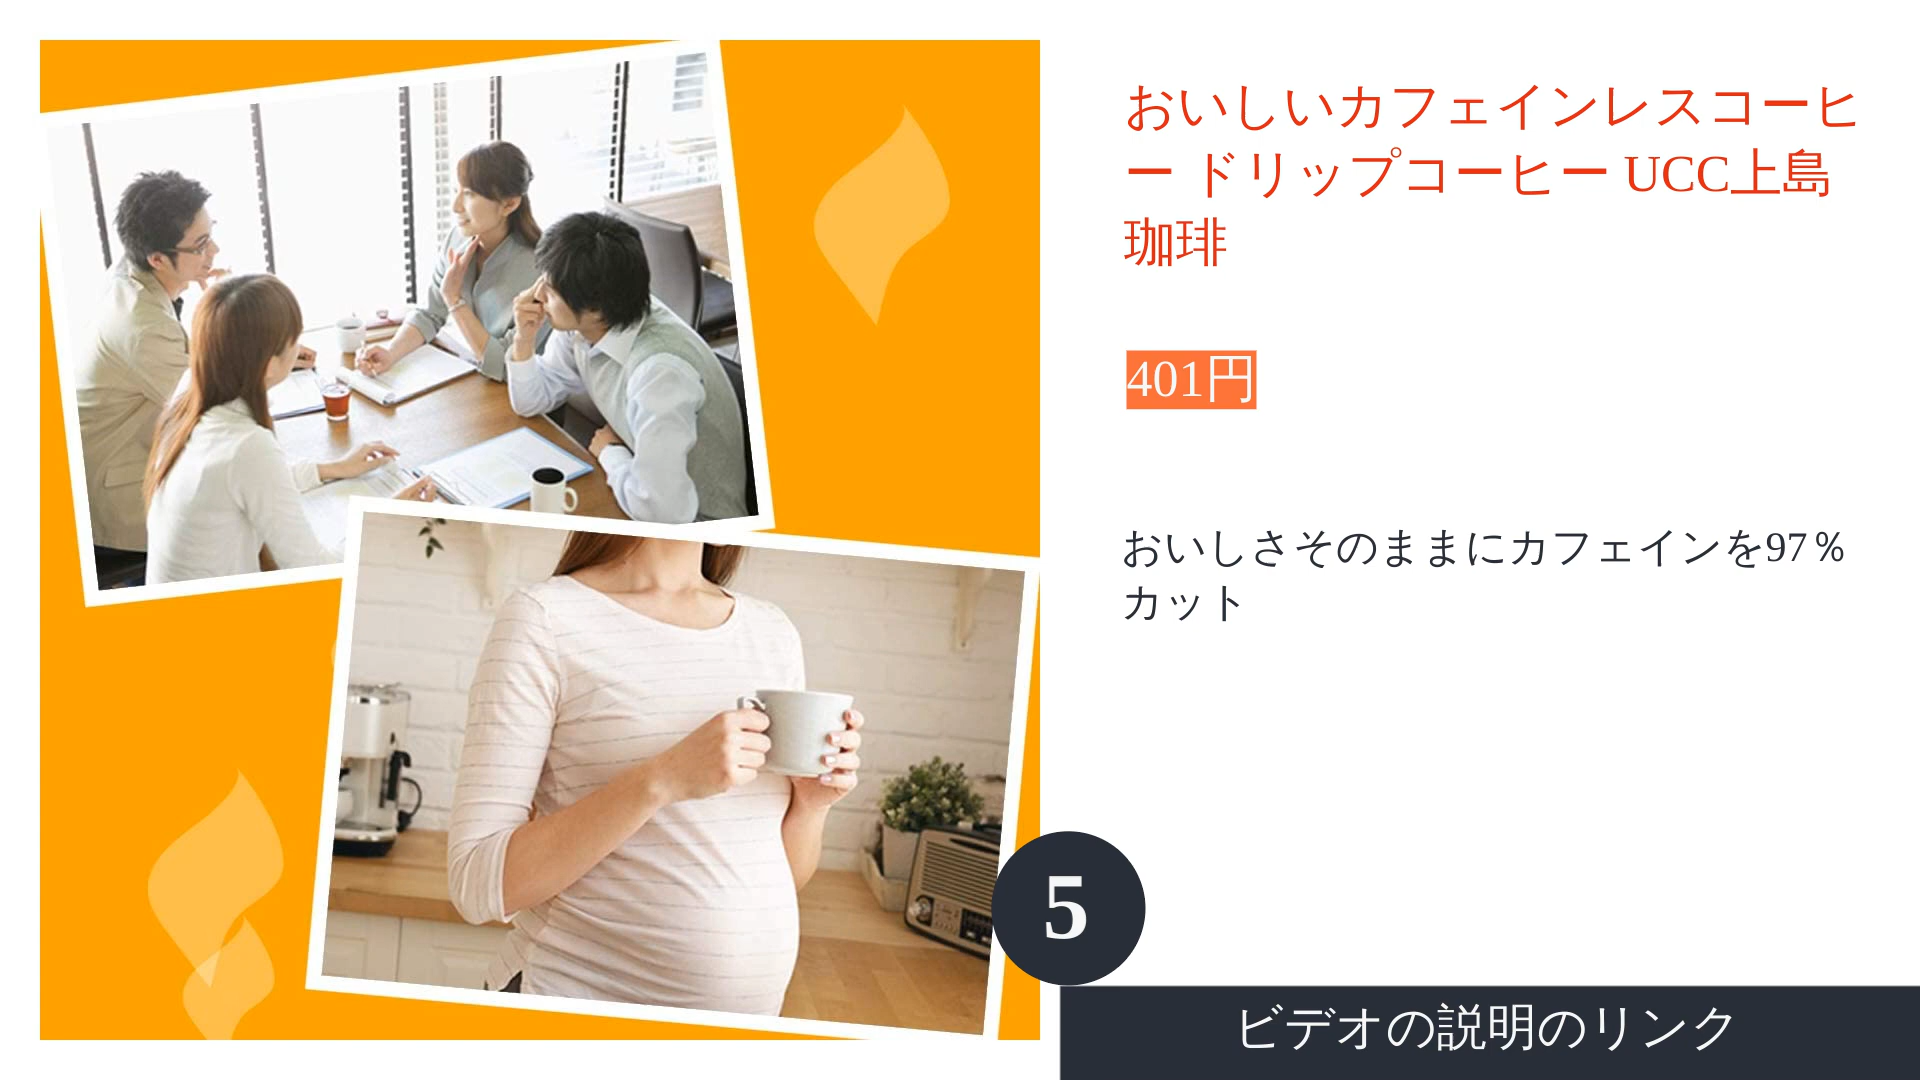 おいしいカフェインレスコーヒ
ー ドリップコーヒー UCC上島
珈琲
401円
おいしさそのままにカフェインを97％
カット
5
ビデオの説明のリンク